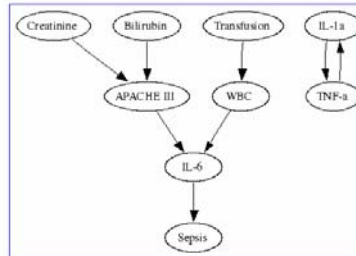 Creatinine Bilirubin Transfusion IL-1a
APACHE III WBC TNF-a
IL-6
Sepsis